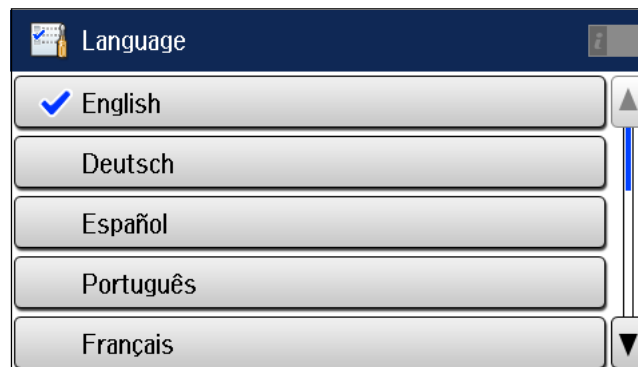 Language
i
English
Deutsch
Español
Português
Français